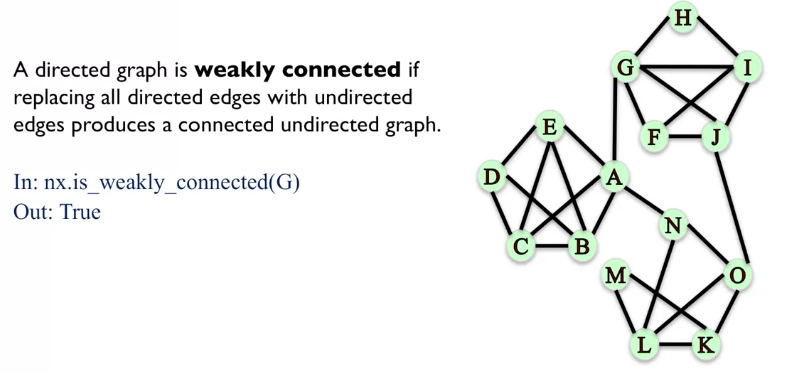 A directed graph is weakly connected if
replacing all directed edges with undirected
edges produces a connected undirected graph.
In: nx.is_weakly_connected(G)
Out: True
H
G
I
F
J
E
D
A
C
B
N
M
O
L
K